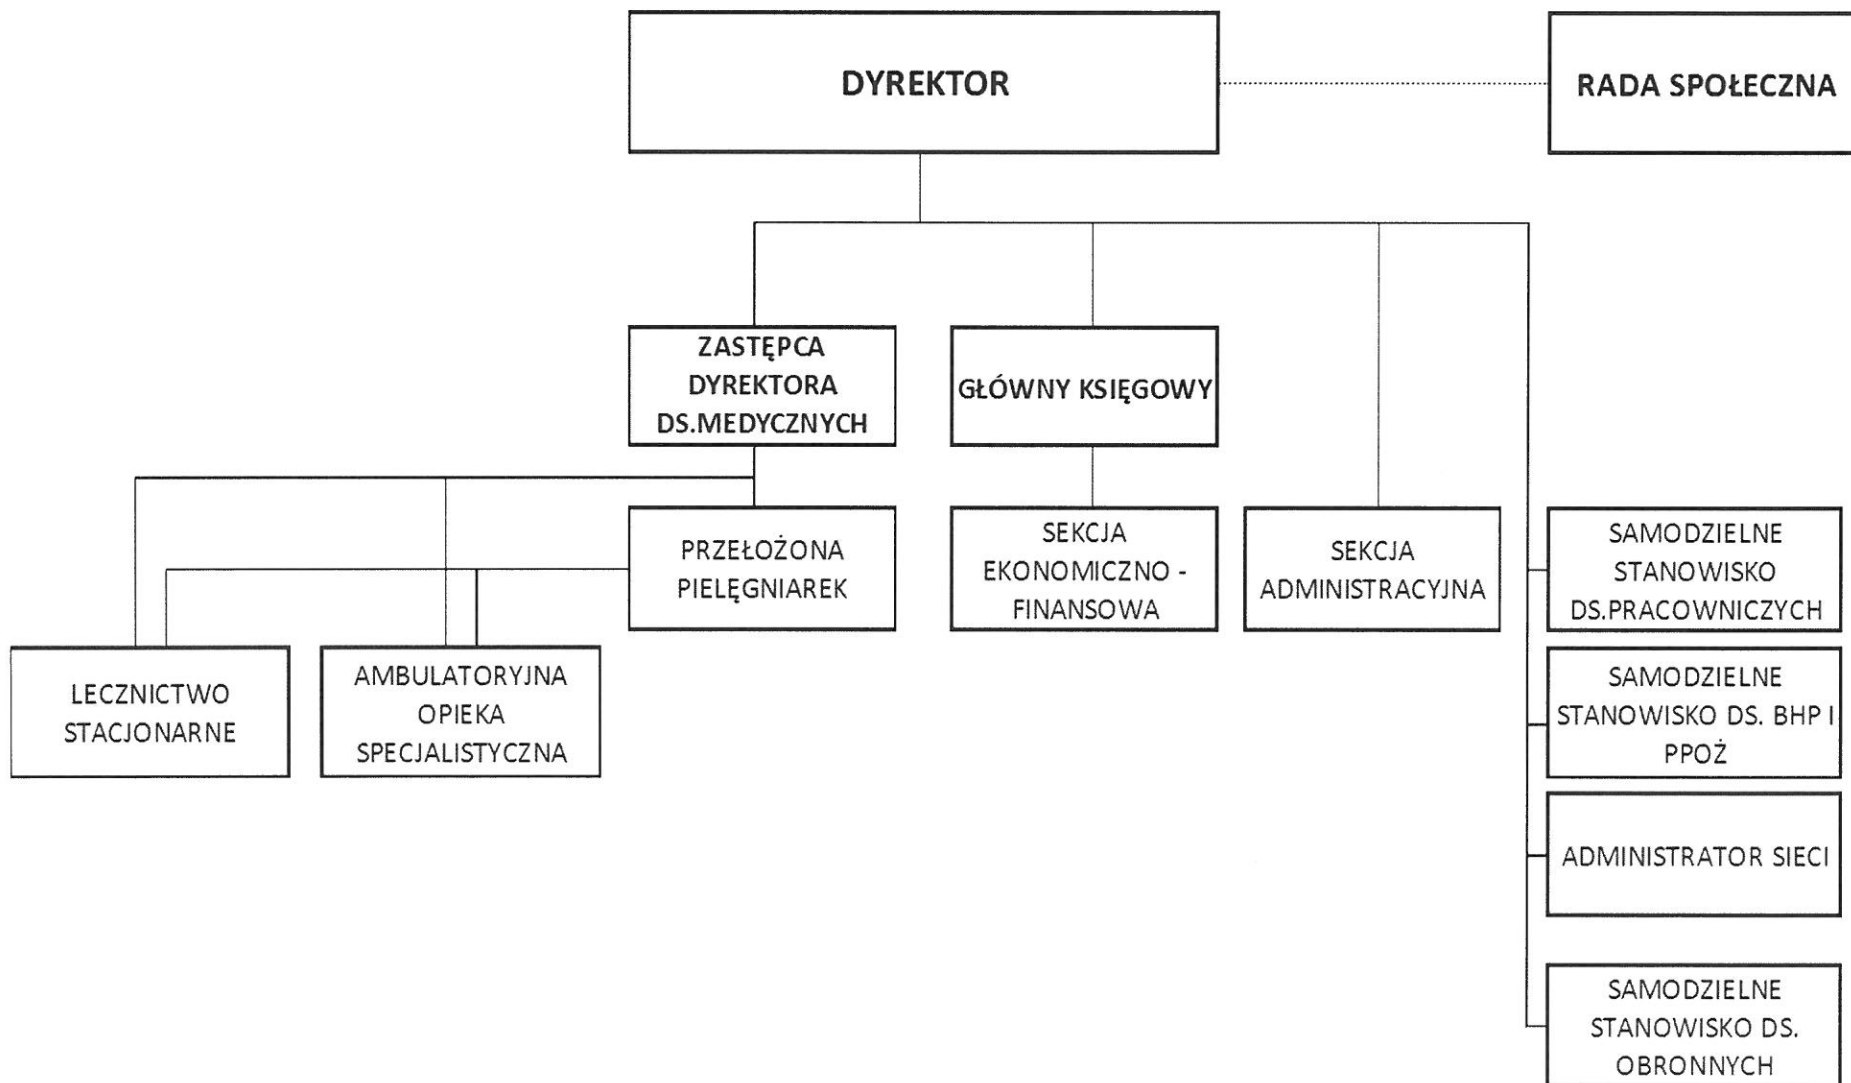 DYREKTOR
RADA SPOŁECZNA
ZASTĘPCA
DYREKTORA
DS.MEDYCZNYCH
GŁÓWNY KSIĘGOWY
PRZEŁOŻONA
PIELĘGNIAREK
SEKCJA
EKONOMICZNO -
FINANSOWA
SEKCJA
ADMINISTRACYJNA
SAMODZIELNE
STANOWISKO
DS.PRACOWNICZYCH
LECZNICTWO
STACJONARNE
AMBULATORYJNA
OPIEKA
SPECJALISTYCZNA
SAMODZIELNE
STANOWISKO DS. BHP I
PPOŻ
ADMINISTRATOR SIECI
SAMODZIELNE
STANOWISKO DS.
OBRONNYCH